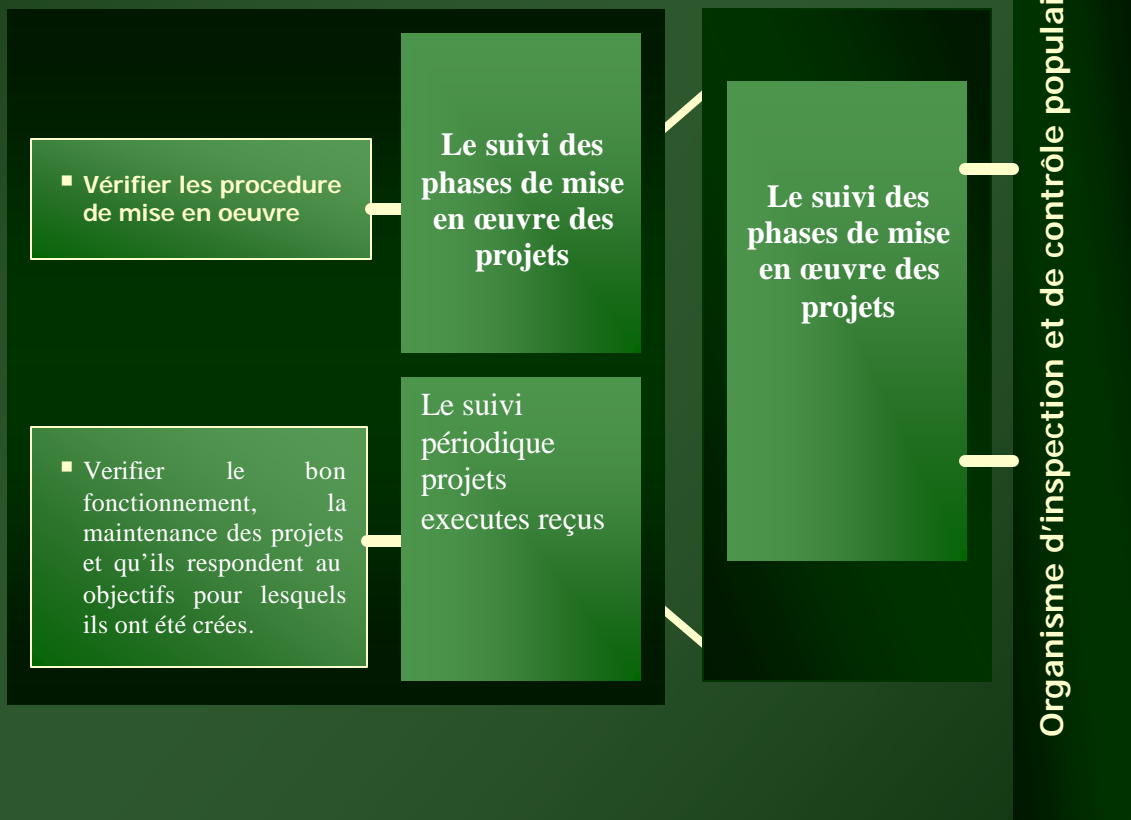 Vérifier les procedure
de mise en oeuvre
Le suivi des
phases de mise
en œuvre des
projets
Verifier le bon
fonctionnement, la
maintenance des projets
et qu'ils respondent au
objectifs pour lesquels
ils ont été crées.
Le suivi
périodique
projets
executes reçus
Le suivi des
phases de mise
en œuvre des
projets
Organisme d'inspection et de contrôle populai